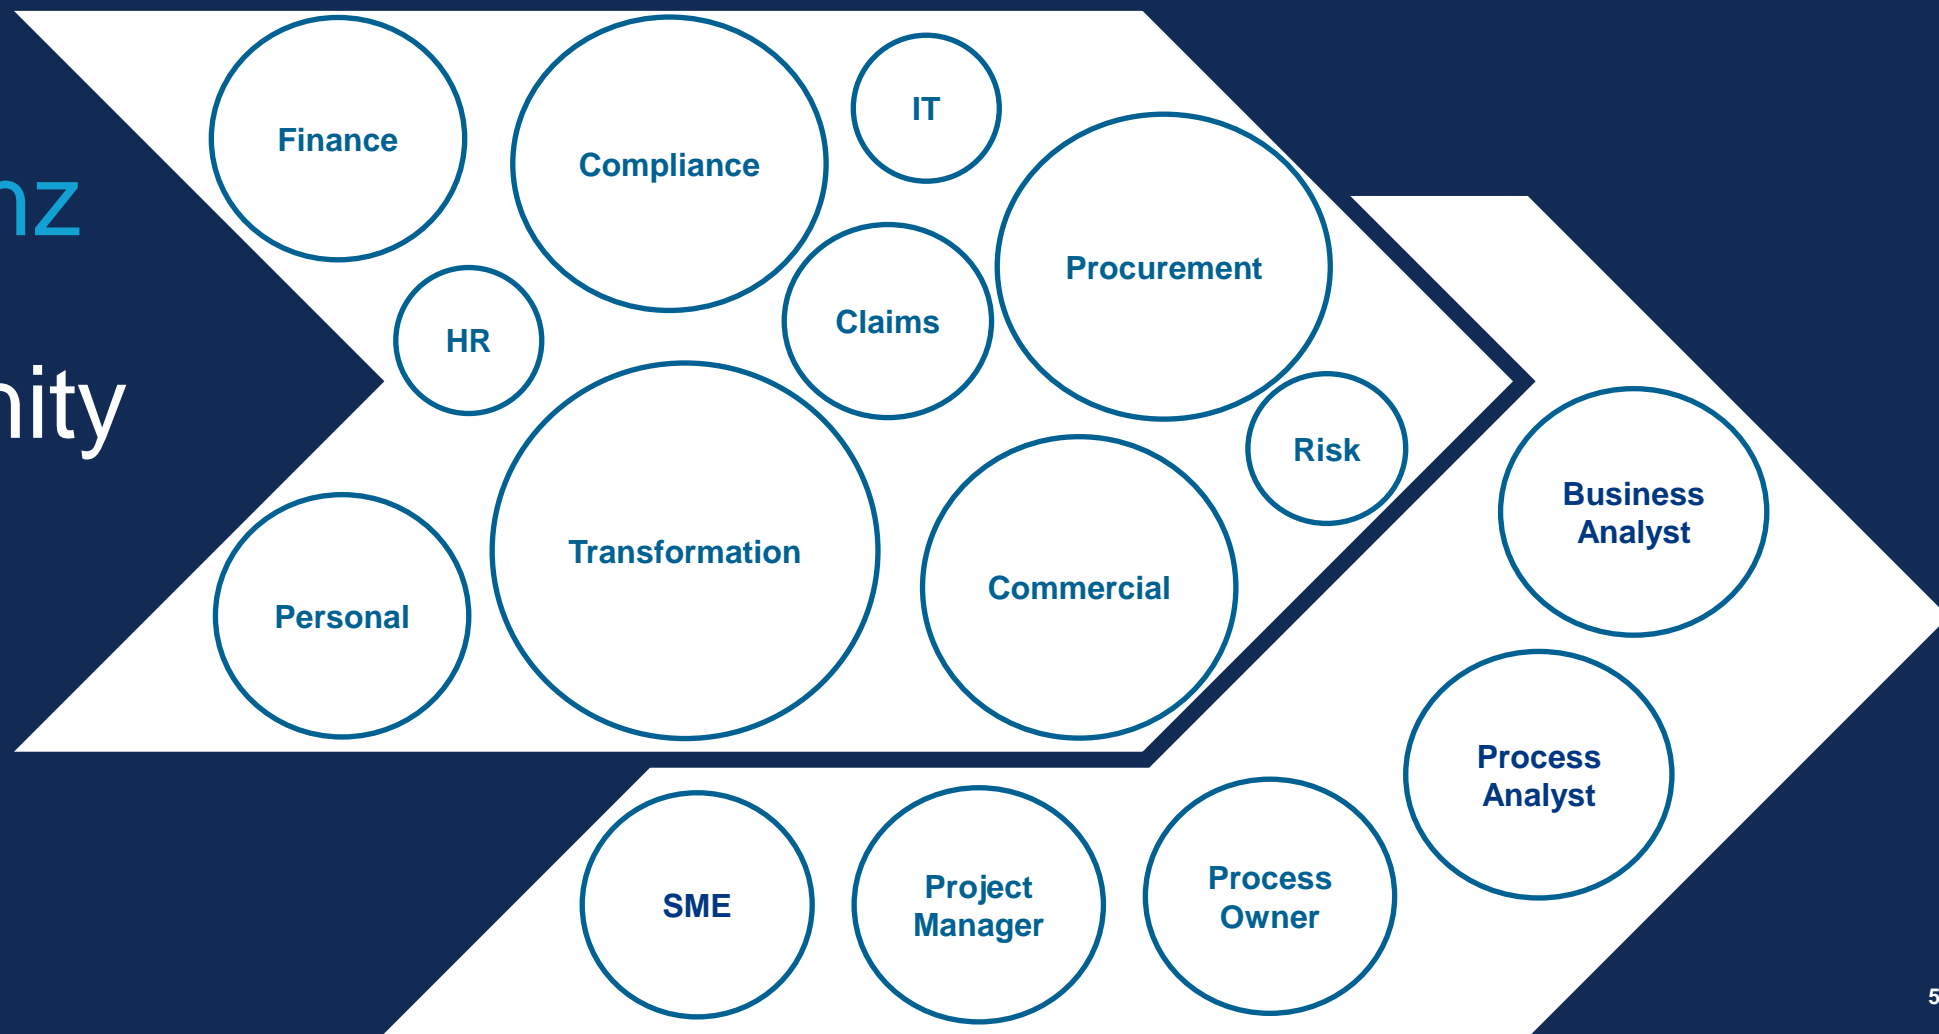 nz
nity
Finance
Compliance
IT
Procurement
HR
Claims
Risk
Personal
Transformation
Commercial
Business
Analyst
Process
Analyst
SME
Project
Manager
Process
Owner
5